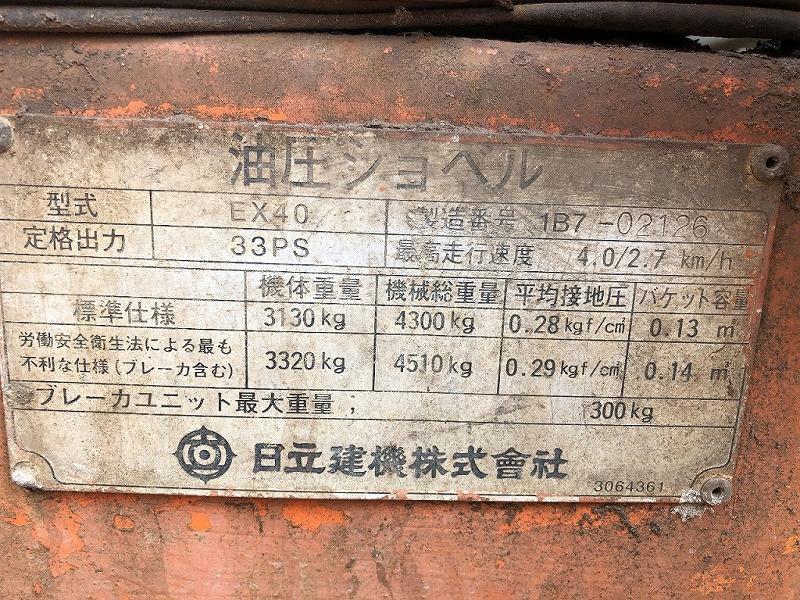 油圧ショベル
型式 EX40 製造番号 1B7-02126
定格出力 33PS 最高走行速度 4.0/2.7 km/h
機体重量 機械総重量 平均接地圧 バケット容量
標準仕様 3130kg 4300kg 0.28kgf/c㎡ 0.13 ㎥
労働安全衛生法による最も
不利な仕様(ブレーカ含む) 3320kg 4510kg 0.29kgf/c㎡ 0.14 ㎥
ブレーカユニット最大重量; 300kg
日立建機株式會社
3064361